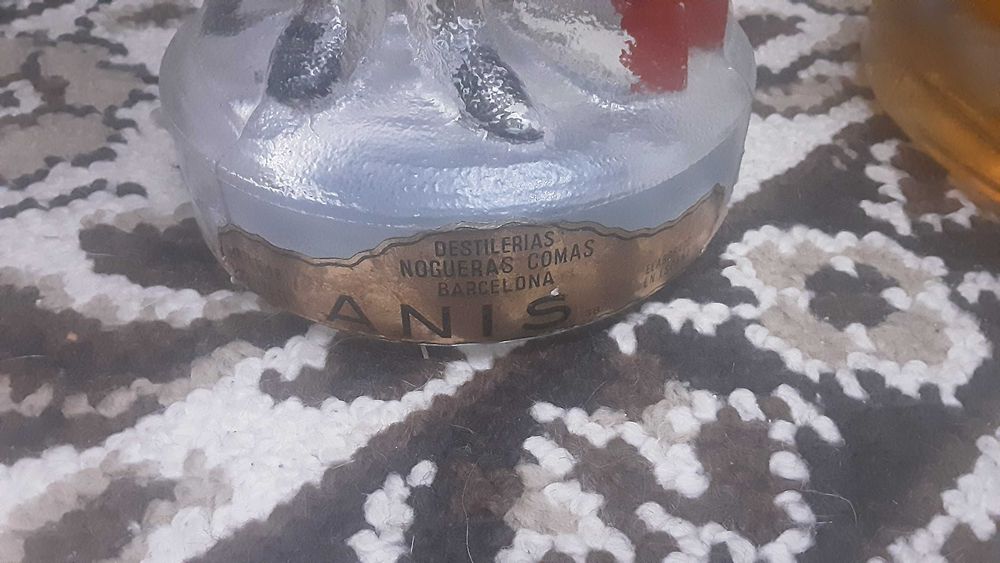 DESTILERIAS
NOGUERAS COMAS
BARCELONA
ANIS